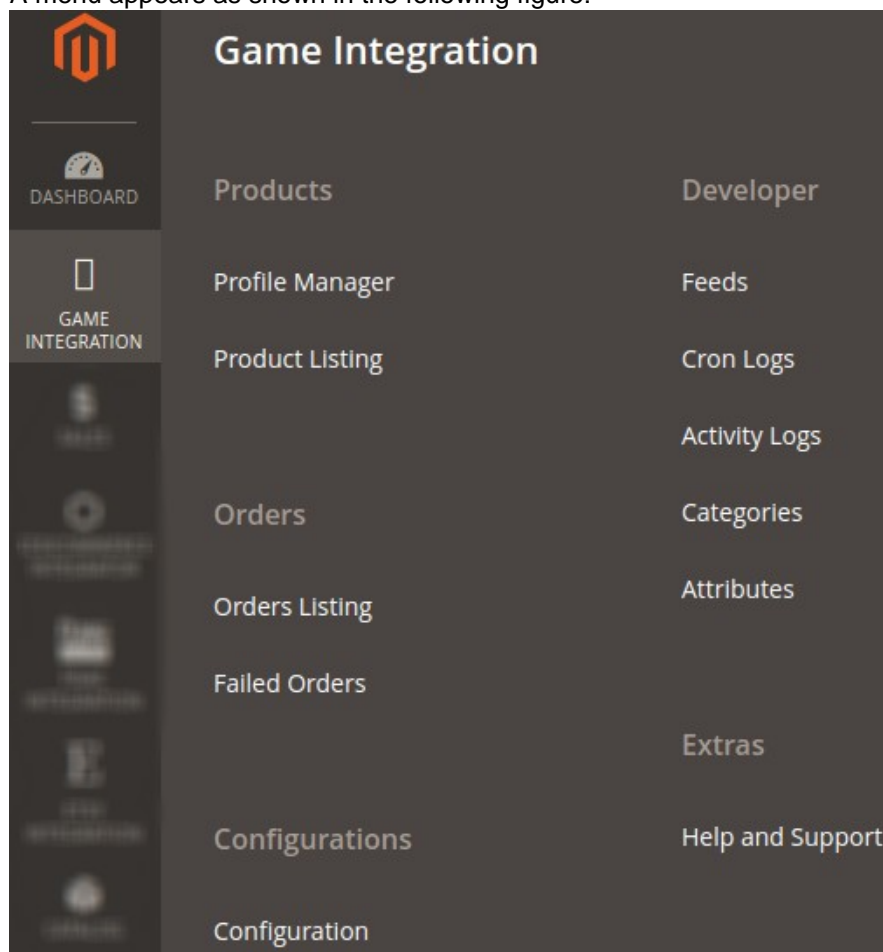 A menu appears as shown in the following figure.
Game Integration
DASHBOARD
GAME
INTEGRATION
Products
Profile Manager
Product Listing
Orders
Orders Listing
Failed Orders
Configurations
Configuration
Developer
Feeds
Cron Logs
Activity Logs
Categories
Attributes
Extras
Help and Support